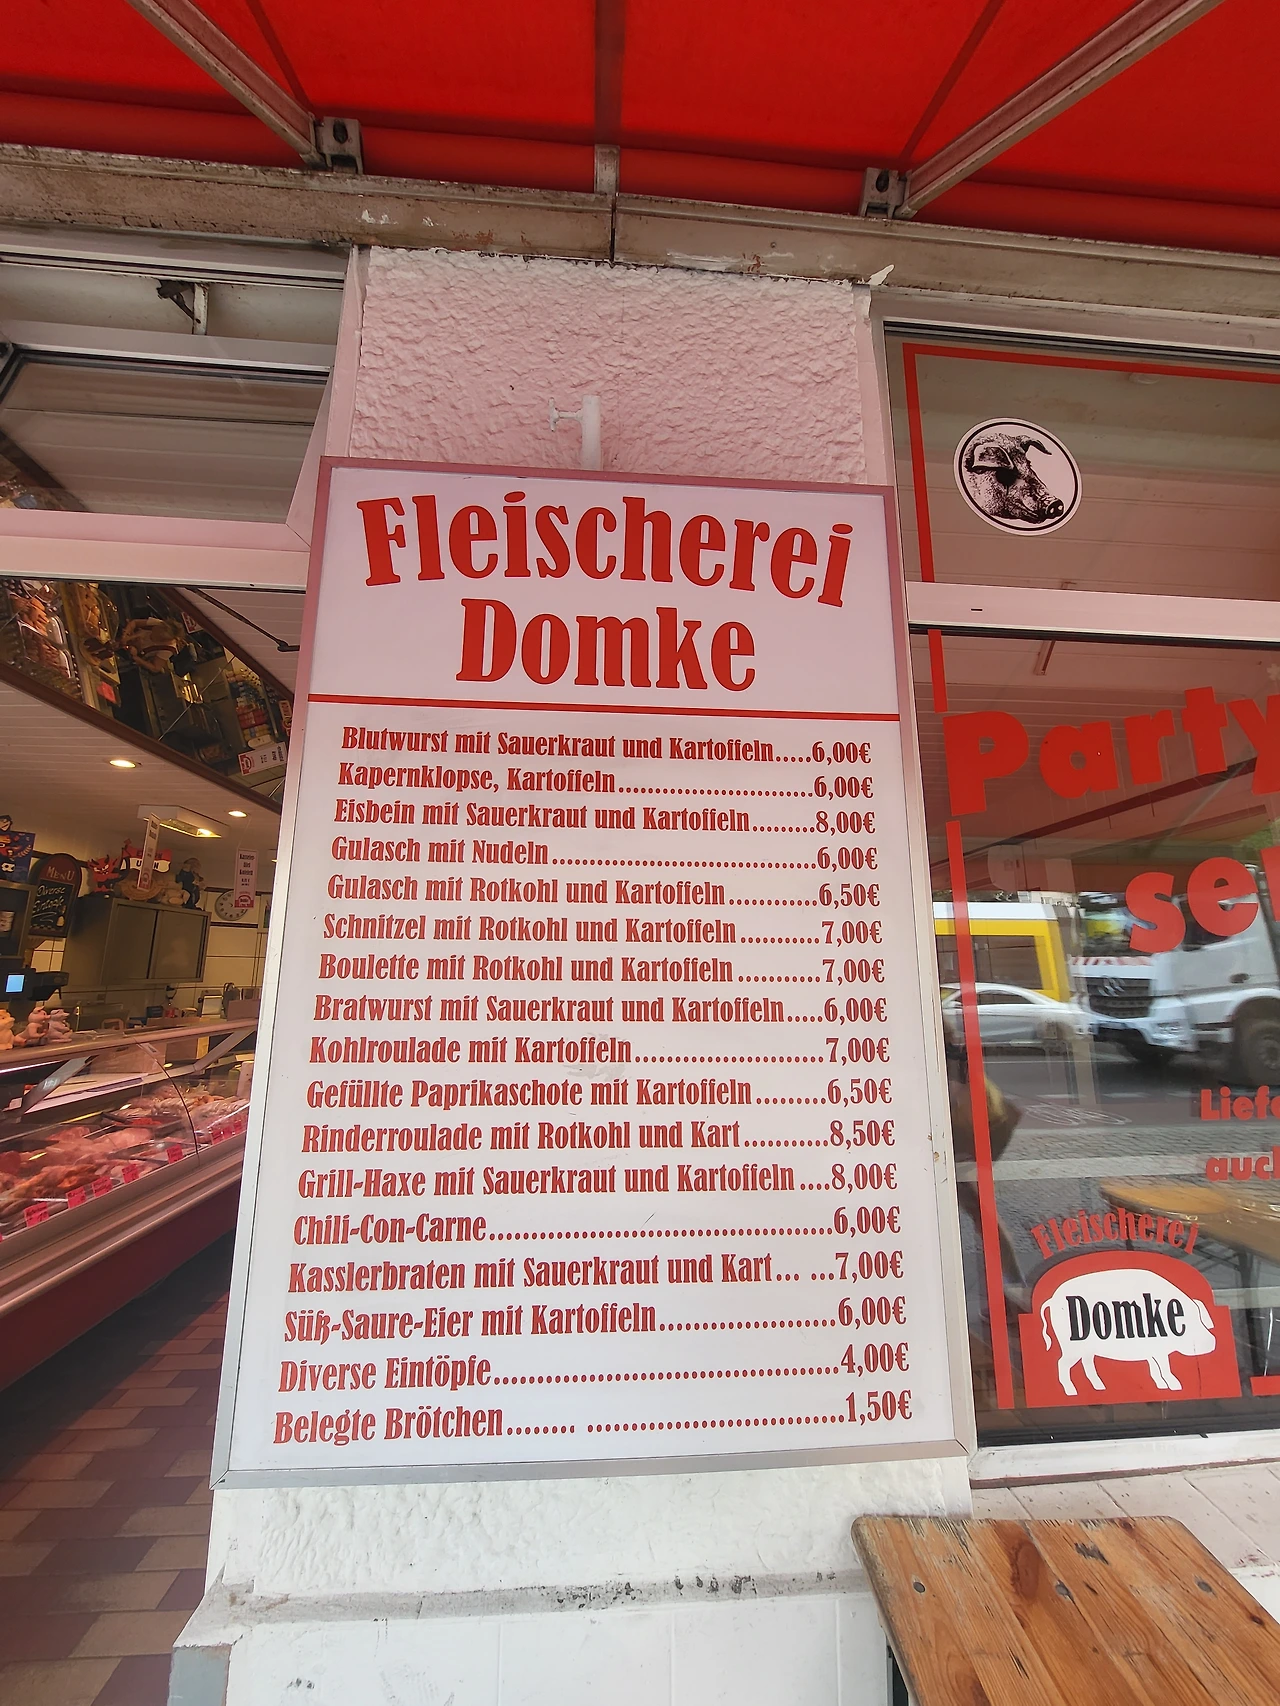 Fleischerei
Domke
Blutwurst mit Sauerkraut und Kartoffeln.....6,00€
Kapernklopse, Kartoffeln..........................6,00€
Eisbein mit Sauerkraut und Kartoffeln.........8,00€
Gulasch mit Nudeln...................................6,00€
Gulasch mit Rotkohl und Kartoffeln............6,50€
Schnitzel mit Rotkohl und Kartoffeln...........7,00€
Boulette mit Rotkohl und Kartoffeln...........7,00€
Bratwurst mit Sauerkraut und Kartoffeln.....6,00€
Kohlroulade mit Kartoffeln.........................7,00€
Gefüllte Paprikaschote mit Kartoffeln.........6,50€
Rinderroulade mit Rotkohl und Kart...........8,50€
Grill-Haxe mit Sauerkraut und Kartoffeln....8,00€
Chili-Con-Carne.............................................6,00€
Kasslerbraten mit Sauerkraut und Kart... ...7,00€
Süß-Saure-Eier mit Kartoffeln.......................6,00€
Diverse Eintöpfe...........................................4,00€
Belegte Brötchen........ ................................1,50€
Party
se
Liefe
auch
Fleischerei
Domke
MENU
Diverse